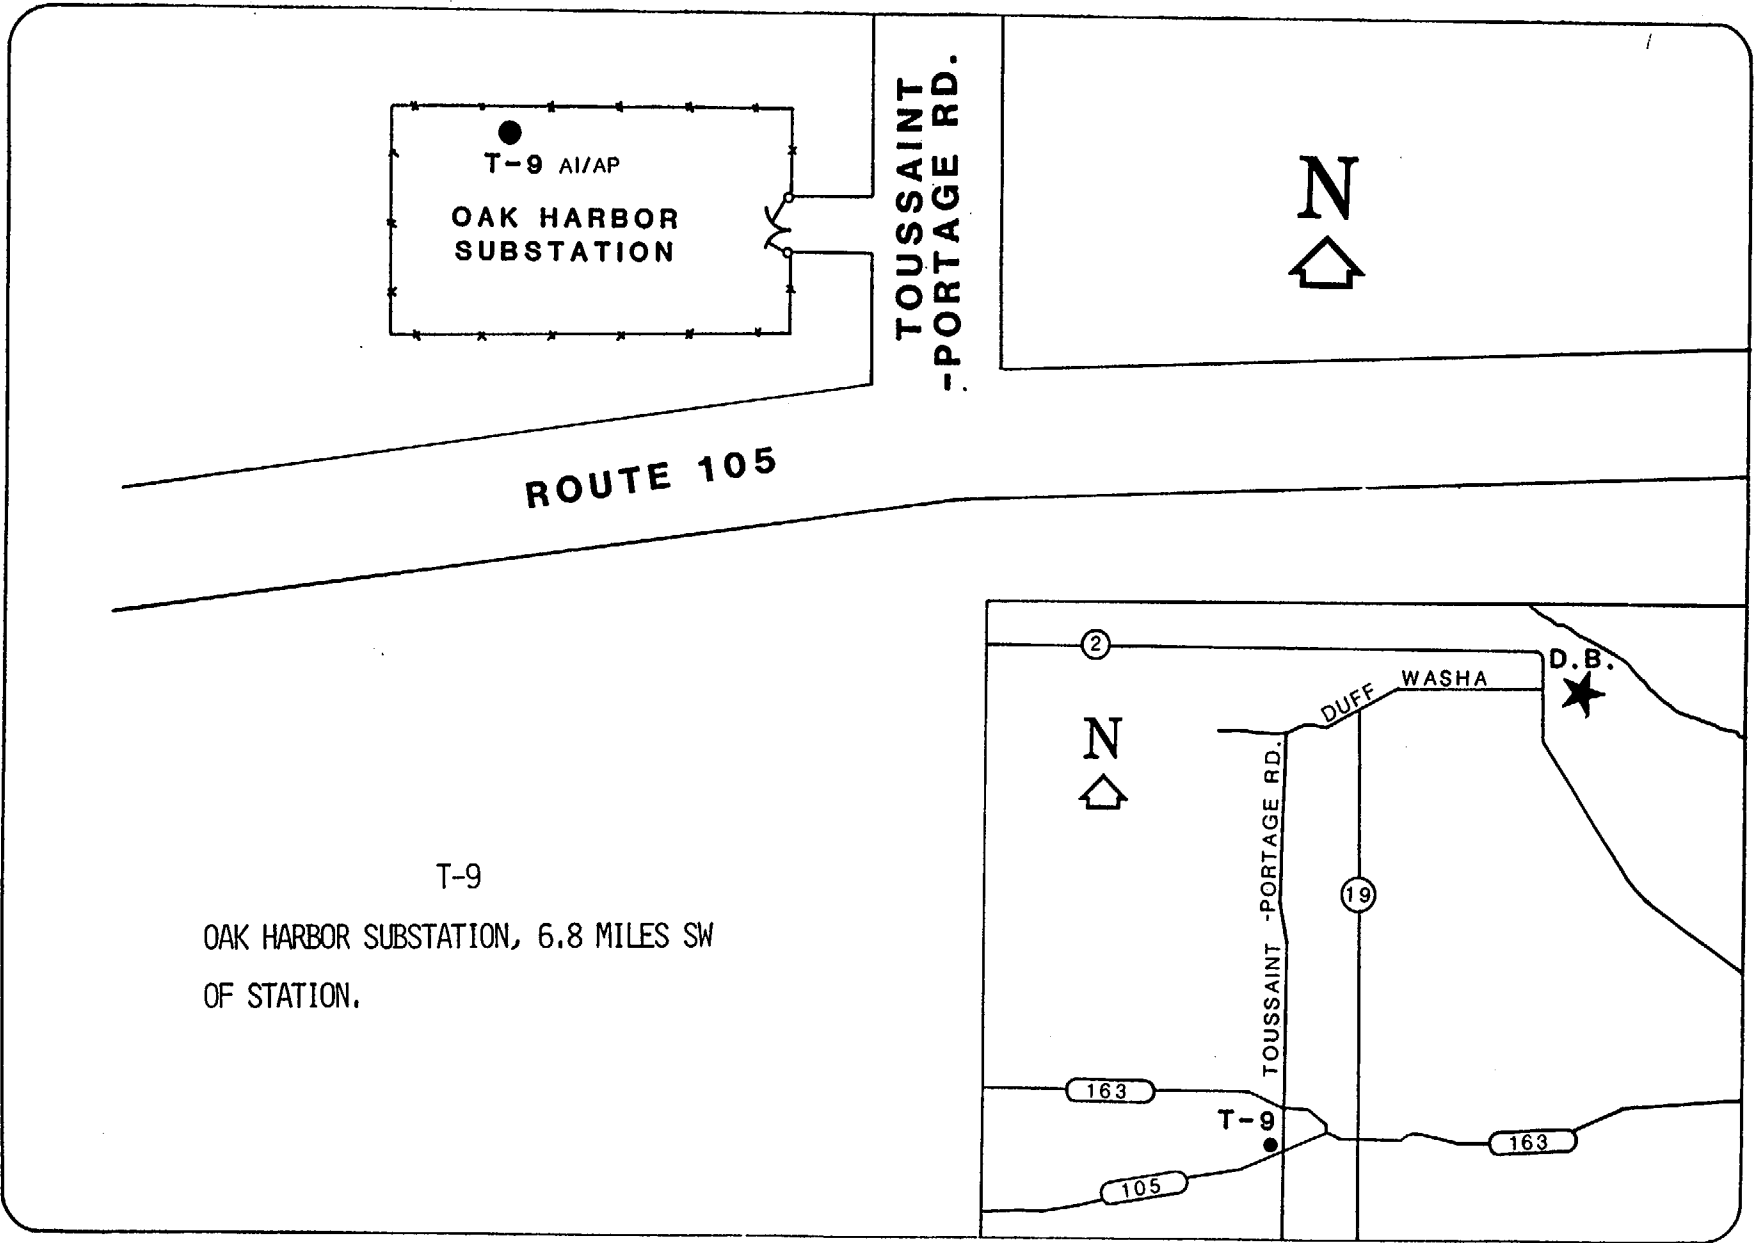 TOUSSAINT
-PORTAGE RD.
T-9 AI/AP
OAK HARBOR
SUBSTATION
N
ROUTE 105
T-9
OAK HARBOR SUBSTATION, 6.8 MILES SW
OF STATION.
2
D.B.
DUFF WASHA
N
TOUSSAINT -PORTAGE RD.
19
163
T-9
163
105